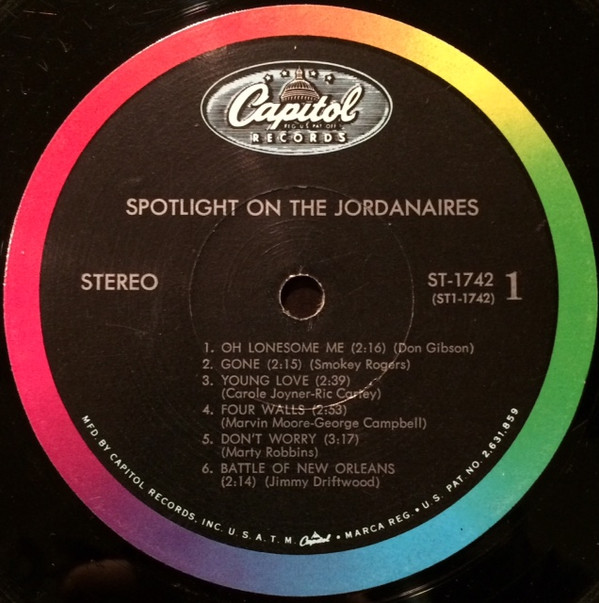 Capitol
REG. U.S. PAT. OFF.
RECORDS
SPOTLIGHT ON THE JORDANAIRES
STEREO
ST-1742
(ST1-1742)
1
1. OH LONESOME ME (2:16) (Don Gibson)
2. GONE (2:15) (Smokey Rogers)
3. YOUNG LOVE (2:39)
(Carole Joyner-Ric Cartey)
4. FOUR WALLS (2:53)
(Marvin Moore-George Campbell)
5. DON'T WORRY (3:17)
(Marty Robbins)
6. BATTLE OF NEW ORLEANS
(2:14) (Jimmy Driftwood)
MFD. BY CAPITOL RECORDS, INC. U.S.A. T.M. Capitol • MARCA REG. • U.S. PAT. NO. 2,631,859